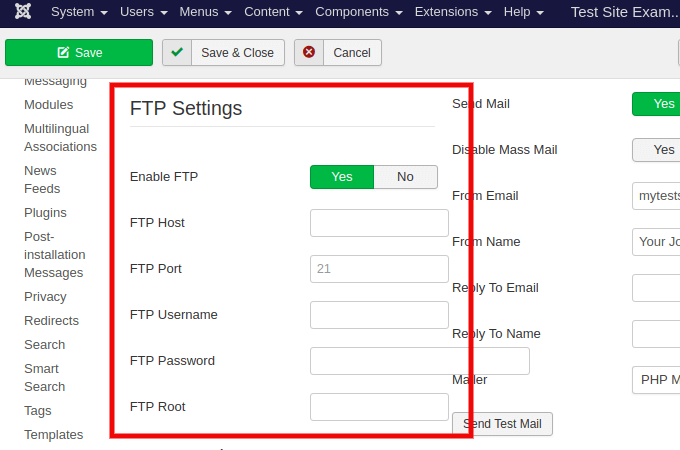 System Users Menus Content Components Extensions Help Test Site Exam...
Save Save & Close Cancel
Messaging
Modules
Multilingual
Associations
News
Feeds
Plugins
Post-
installation
Messages
Privacy
Redirects
Search
Smart
Search
Tags
Templates
FTP Settings
Enable FTP Yes No
FTP Host
FTP Port 21
FTP Username
FTP Password
FTP Root
Send Mail Yes
Disable Mass Mail Yes
From Email mytests
From Name Your Jo
Reply To Email
Reply To Name
Mailer PHP M
Send Test Mail